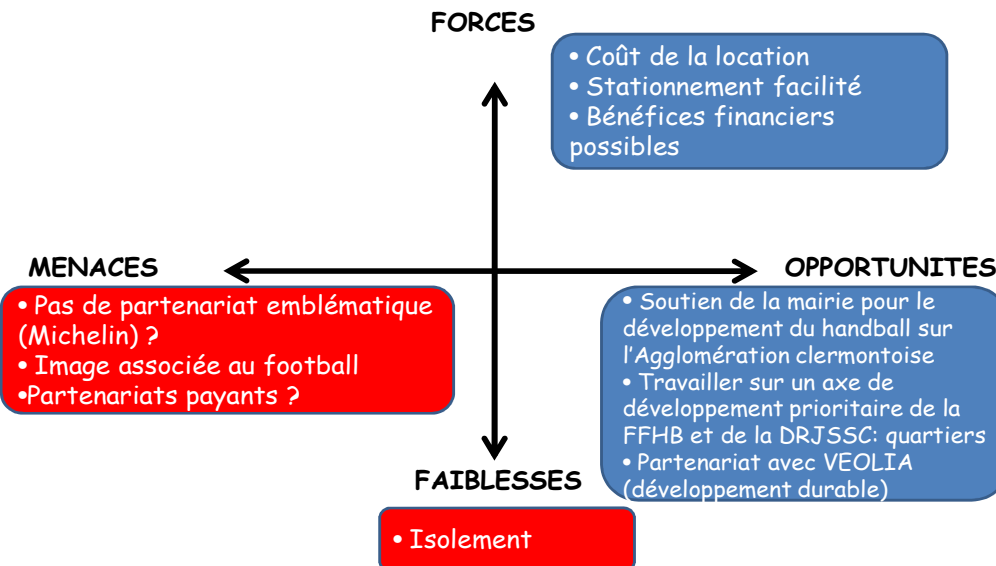 FORCES
• Coût de la location
• Stationnement facilité
• Bénéfices financiers
possibles
MENACES
OPPORTUNITES
• Pas de partenariat emblématique
(Michelin) ?
• Image associée au football
•Partenariats payants ?
• Soutien de la mairie pour le
développement du handball sur
l'Agglomération clermontoise
• Travailler sur un axe de
développement prioritaire de la
FFHB et de la DRJSSC: quartiers
• Partenariat avec VEOLIA
(développement durable)
FAIBLESSES
• Isolement